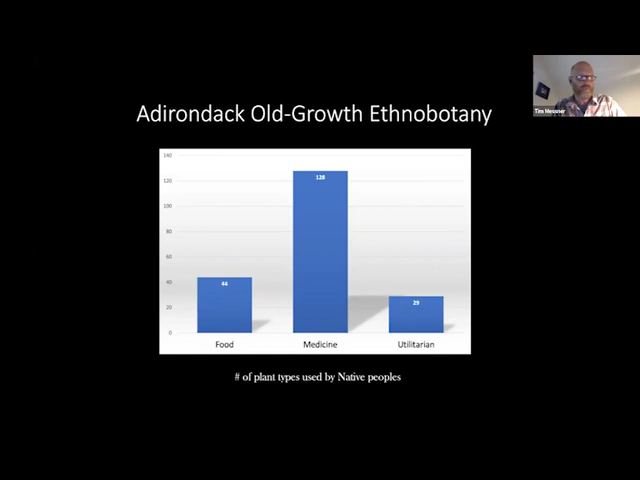 Adirondack Old-Growth Ethnobotany
Tim Messner
140
120
100
80
60
40
20
0
44
128
29
Food
Medicine
Utilitarian
# of plant types used by Native peoples